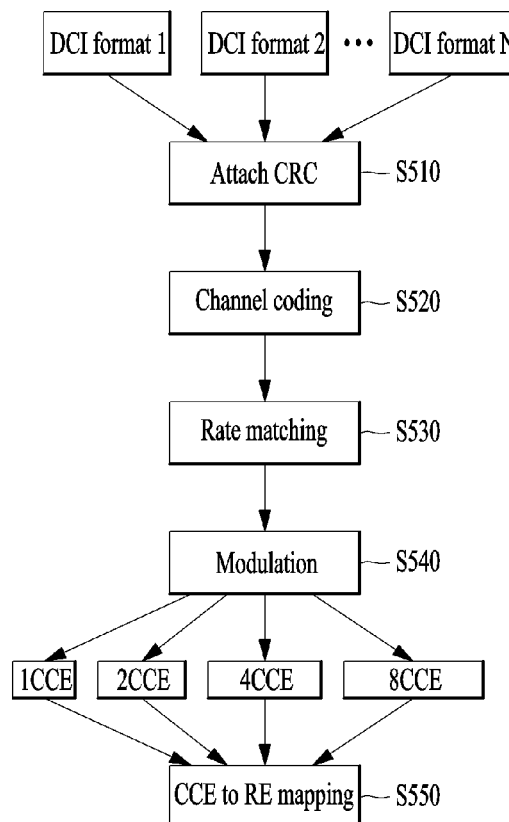 DCI format 1 DCI format 2 ••• DCI format N
Attach CRC S510
Channel coding S520
Rate matching S530
Modulation S540
1CCE 2CCE 4CCE 8CCE
CCE to RE mapping S550